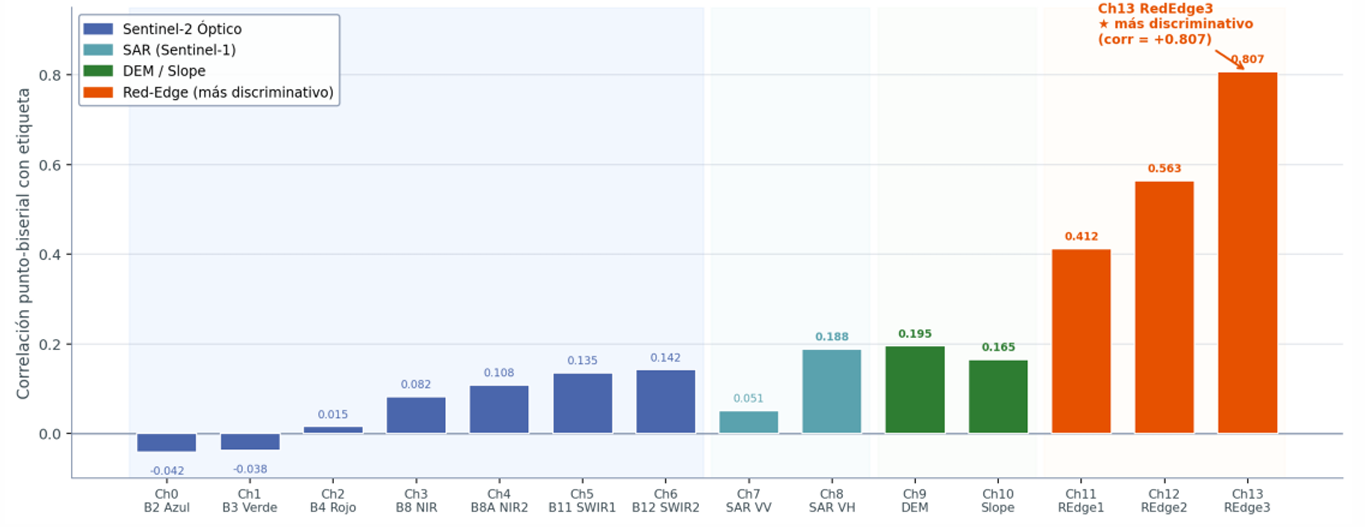 Ch13 RedEdge3
★ más discriminativo
(corr = +0.807)
Sentinel-2 Óptico
SAR (Sentinel-1)
DEM / Slope
Red-Edge (más discriminativo)
Correlación punto-biserial con etiqueta
0.8
0.6
0.4
0.2
0.0
-0.042
-0.038
0.015
0.082
0.108
0.135
0.142
0.051
0.188
0.195
0.165
0.412
0.563
0.807
Ch0
B2 Azul
Ch1
B3 Verde
Ch2
B4 Rojo
Ch3
B8 NIR
Ch4
B8A NIR2
Ch5
B11 SWIR1
Ch6
B12 SWIR2
Ch7
SAR VV
Ch8
SAR VH
Ch9
DEM
Ch10
Slope
Ch11
REdge1
Ch12
REdge2
Ch13
REdge3